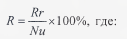 R = Rr/Nu × 100%, где: